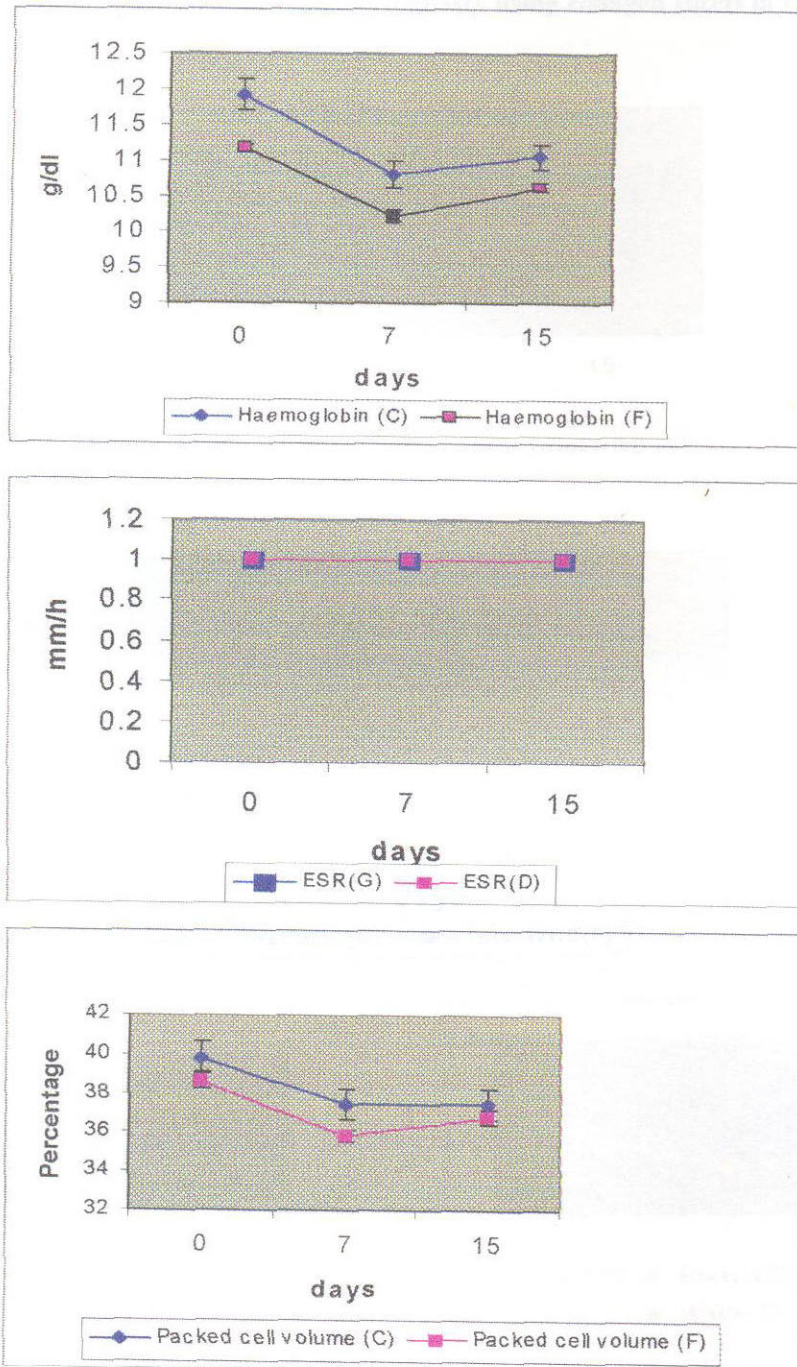 12.5
12
11.5
11
10.5
10
9.5
9
g/dl
0 7 15
days
Haemoglobin (C) Haemoglobin (F)
1.2
1
0.8
0.6
0.4
0.2
0
mm/h
0 7 15
days
ESR(G) ESR(D)
42
40
38
36
34
32
Percentage
0 7 15
days
Packed cell volume (C) Packed cell volume (F)